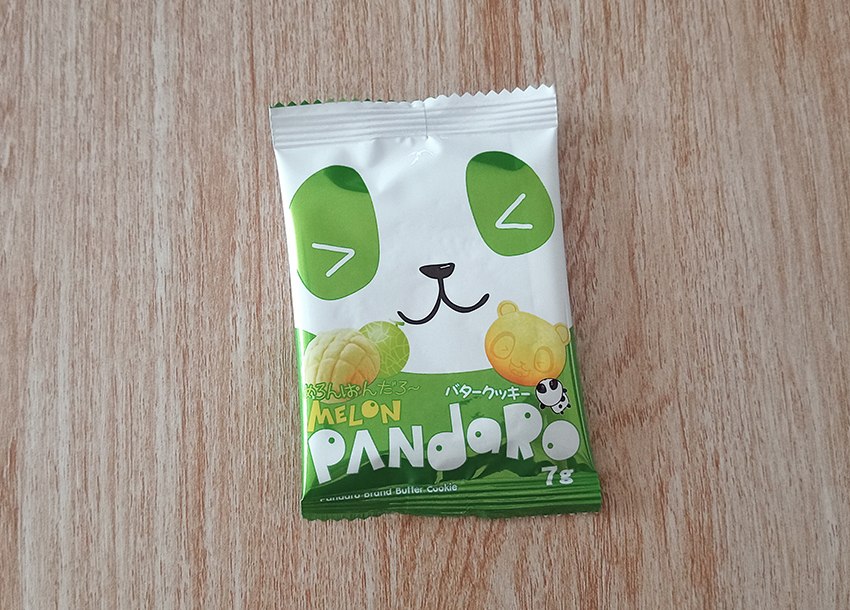 めろんぱんだろ～
バタークッキー
MELON
PANdaRo
7g
Pandaro Brand Butter Cookie